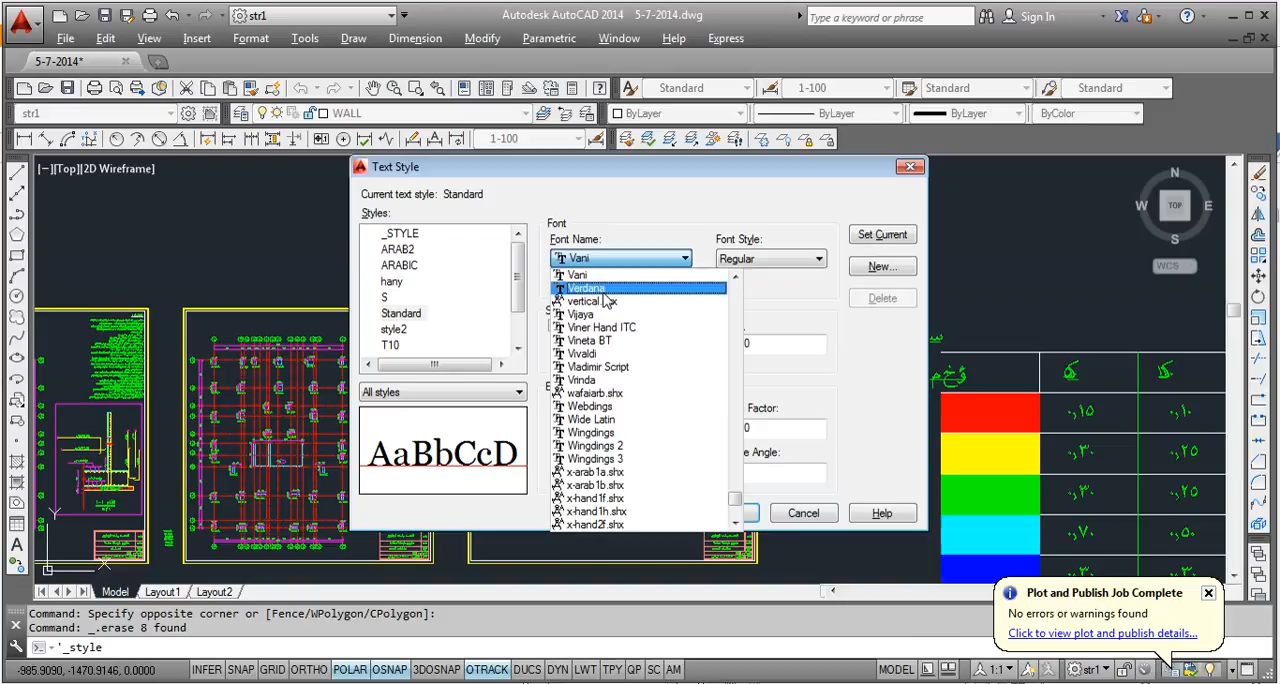 str1
Autodesk AutoCAD 2014 5-7-2014.dwg
Type a keyword or phrase
Sign In
File Edit View Insert Format Tools Draw Dimension Modify Parametric Window Help Express
5-7-2014*
Standard 1-100 Standard Standard
str1 WALL ByLayer ByLayer ByLayer ByColor
1-100
[−][Top][2D Wireframe]
Text Style
Current text style: Standard
Styles:
_STYLE
ARAB2
ARABIC
hany
S
Standard
style2
T10
All styles
AaBbCcD
Font
Font Name:
Vani
Font Style:
Regular
Vani
Verdana
Vijaya
Viner Hand ITC
Vineta BT
Vivaldi
Vladimir Script
Vrinda
wafaiarb.shx
Webdings
Wide Latin
Wingdings
Wingdings 2
Wingdings 3
x-arab1a.shx
x-arab1b.shx
x-hand1f.shx
x-hand1h.shx
x-hand2f.shx
0
Factor:
0
e Angle:
Set Current
New...
Delete
Cancel
Help
N
W TOP E
S
WCS
٠,١٥ ٠,١٠
٠,٣٠ ٠,٢٥
٠,٣٠ ٠,٢٥
٠,٧٠ ٠,٥٠
Model Layout1 Layout2
Plot and Publish Job Complete
No errors or warnings found
Click to view plot and publish details...
Command: Specify opposite corner or [Fence/WPolygon/CPolygon]:
Command: _.erase 8 found
'_style
-985.9090, -1470.9146, 0.0000 INFER SNAP GRID ORTHO POLAR OSNAP 3DOSNAP OTRACK DUCS DYN LWT TPY QP SC AM MODEL 1:1 str1